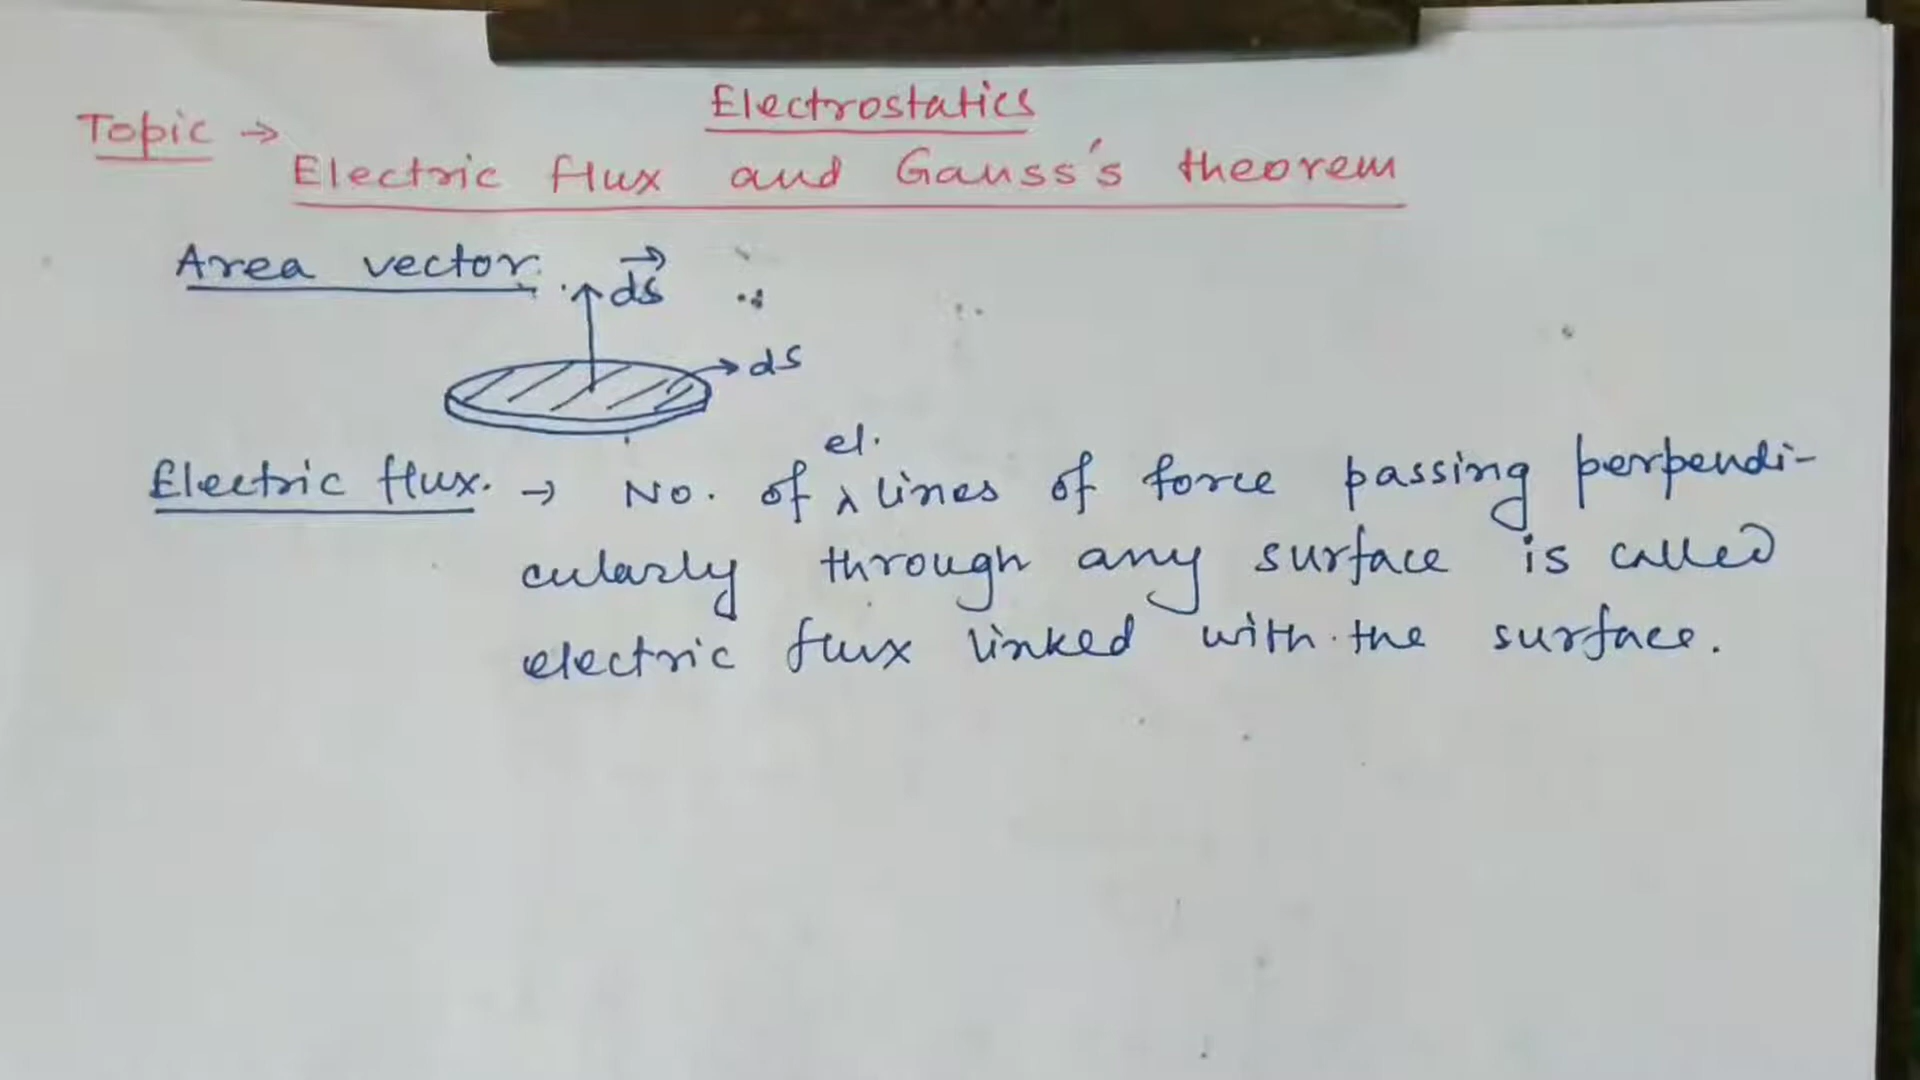 Electrostatics
Topic →
Electric flux and Gauss's theorem
Area vector.
→ds
ds
el.
Electric flux. → No. of ⁁ lines of force passing perpendi-
cularly through any surface is called
electric flux linked with the surface.